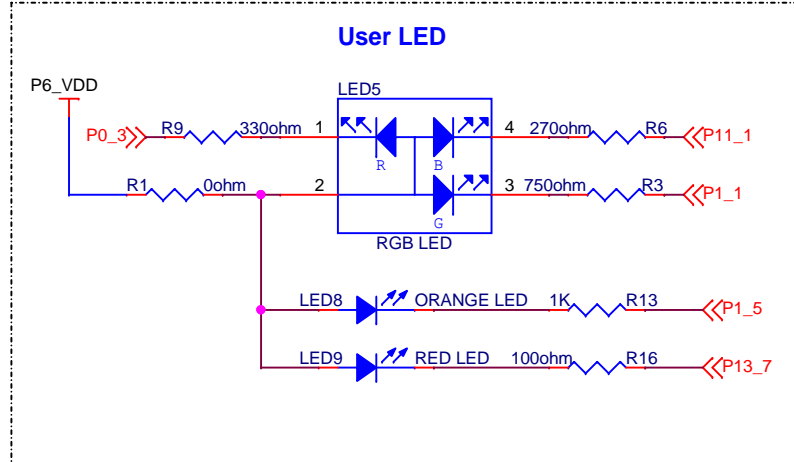 User LED
P6_VDD
LED5
P0_3 R9 330ohm 1 R B 4 270ohm R6 P11_1
R1 0ohm 2 G 3 750ohm R3 P1_1
RGB LED
LED8 ORANGE LED 1K R13 P1_5
LED9 RED LED 100ohm R16 P13_7